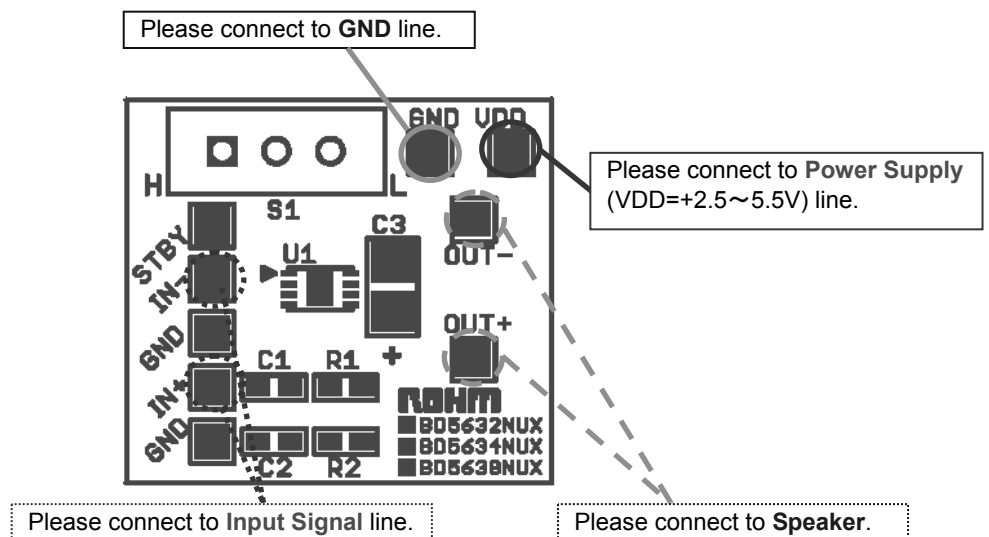 Please connect to GND line.
GND VDD
Please connect to Power Supply
(VDD=+2.5～5.5V) line.
H
L
S1
C3
STBY
U1
OUT-
IN-
OUT+
GND
C1
R1
+
IN+
ROHM
BD5632NUX
GND
BD5634NUX
C2
R2
BD5638NUX
Please connect to Input Signal line.
Please connect to Speaker.